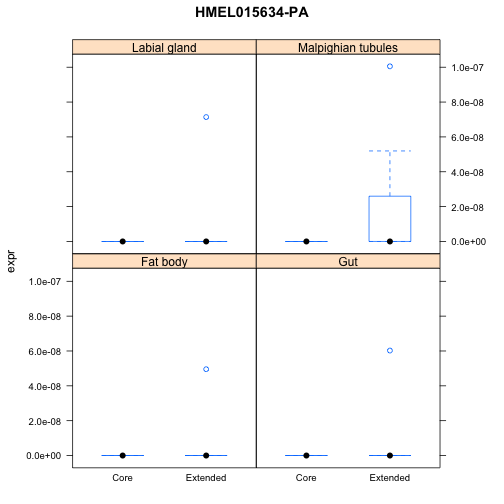 HMEL015634-PA
Labial gland Malpighian tubules
1.0e-07
8.0e-08
6.0e-08
4.0e-08
2.0e-08
0.0e+00
expr
Fat body Gut
1.0e-07
8.0e-08
6.0e-08
4.0e-08
2.0e-08
0.0e+00
Core Extended Core Extended